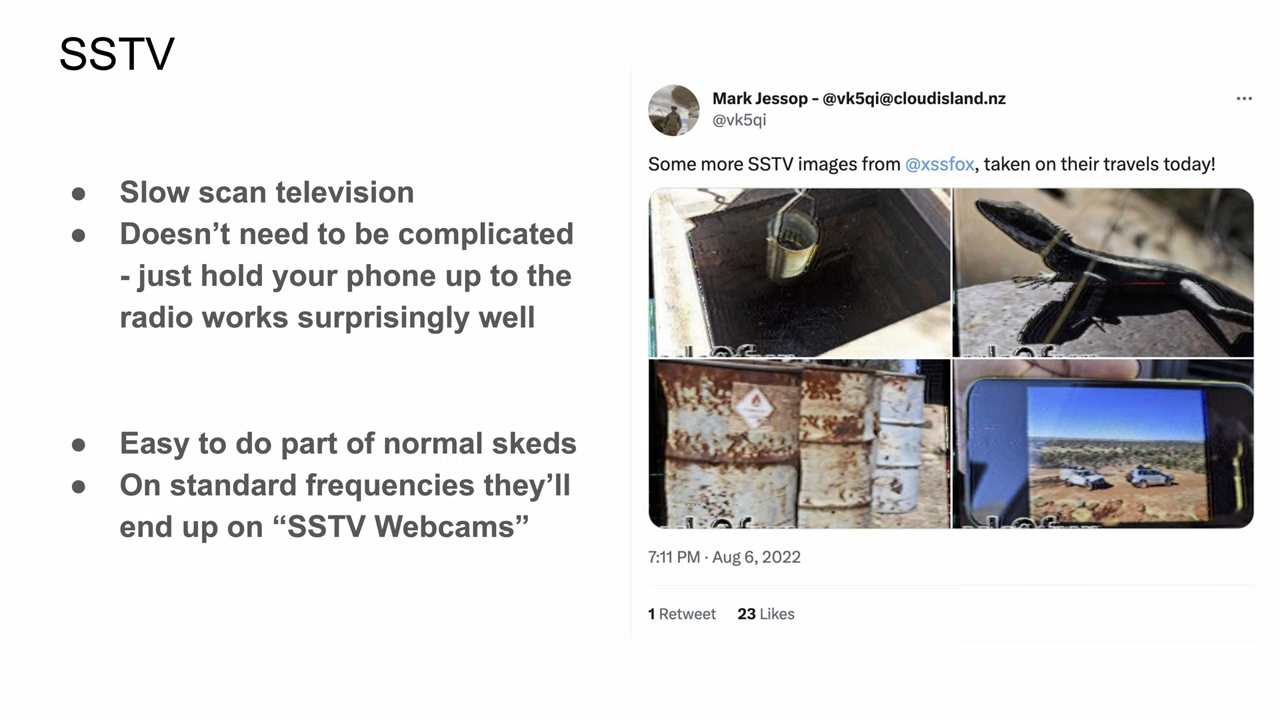 SSTV
● Slow scan television
● Doesn’t need to be complicated
- just hold your phone up to the
radio works surprisingly well
● Easy to do part of normal skeds
● On standard frequencies they’ll
end up on “SSTV Webcams”
Mark Jessop - @vk5qi@cloudisland.nz
@vk5qi
Some more SSTV images from @xssfox, taken on their travels today!
7:11 PM · Aug 6, 2022
1 Retweet 23 Likes